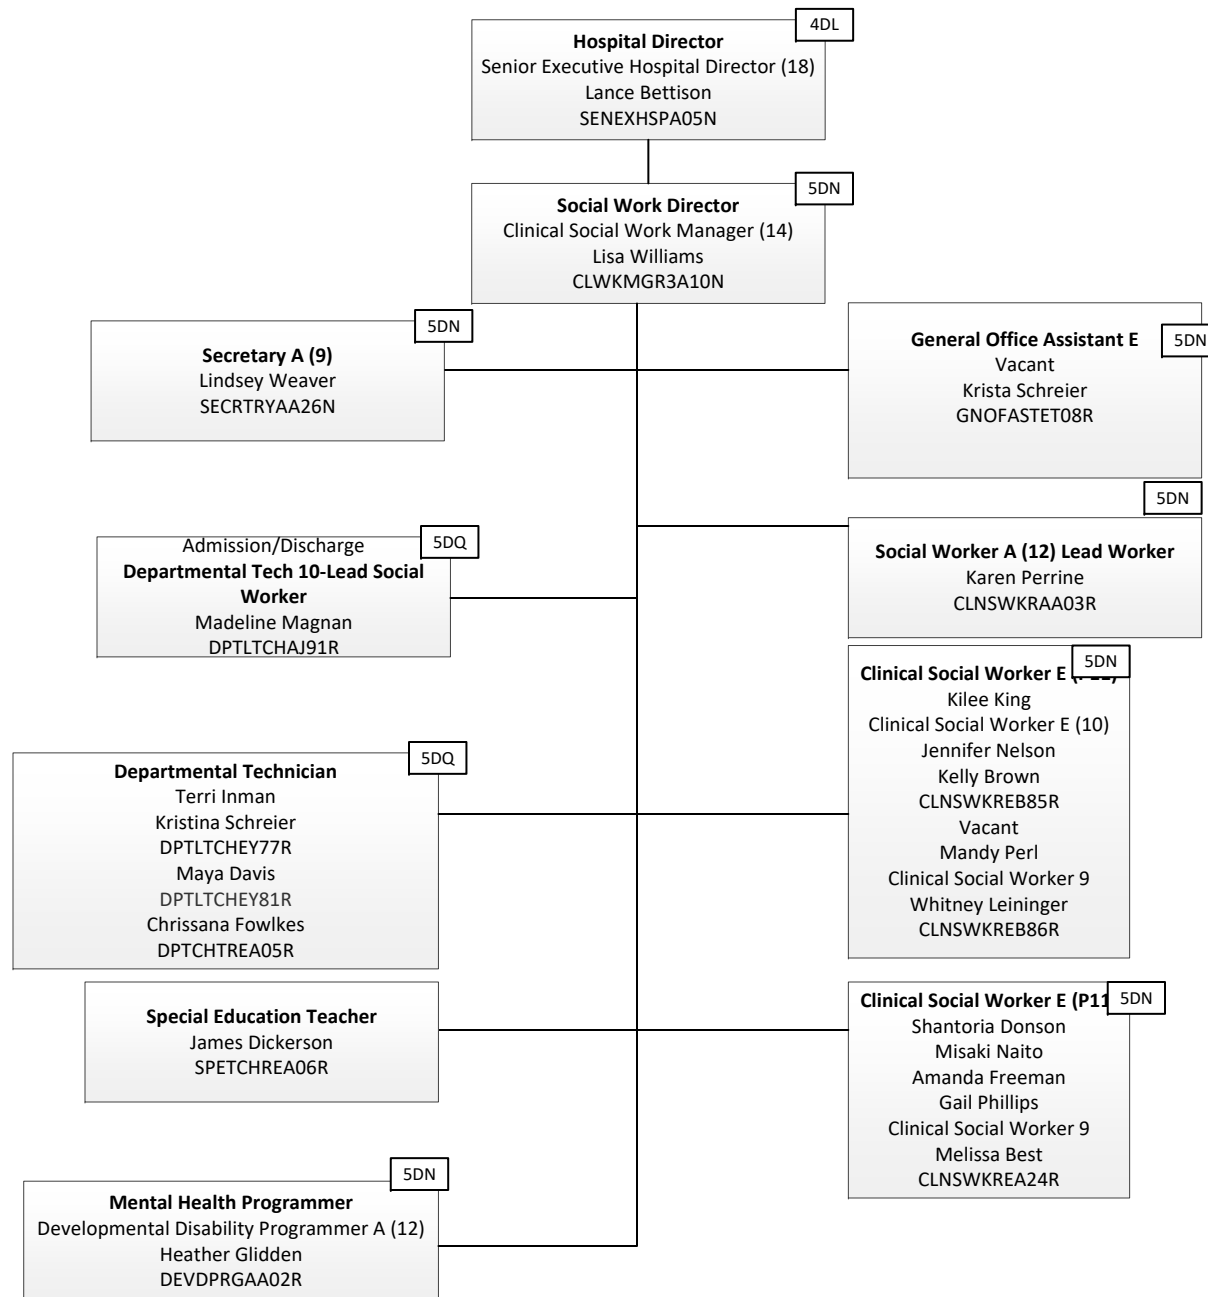 4DL
Hospital Director
Senior Executive Hospital Director (18)
Lance Bettison
SENEXHSPA05N
5DN
Social Work Director
Clinical Social Work Manager (14)
Lisa Williams
CLWKMGR3A10N
5DN
Secretary A (9)
Lindsey Weaver
SECRTRYAA26N
5DN
General Office Assistant E
Vacant
Krista Schreier
GNOFASTET08R
5DQ
Admission/Discharge
Departmental Tech 10-Lead Social
Worker
Madeline Magnan
DPTLTCHAJ91R
5DN
Social Worker A (12) Lead Worker
Karen Perrine
CLNSWKRAA03R
5DQ
Departmental Technician
Terri Inman
Kristina Schreier
DPTLTCHEY77R
Maya Davis
DPTLTCHEY81R
Chrissana Fowlkes
DPTCHTREA05R
5DN
Clinical Social Worker E
Kilee King
Clinical Social Worker E (10)
Jennifer Nelson
Kelly Brown
CLNSWKREB85R
Vacant
Mandy Perl
Clinical Social Worker 9
Whitney Leininger
CLNSWKREB86R
Special Education Teacher
James Dickerson
SPETCHREA06R
5DN
Clinical Social Worker E (P11
Shantoria Donson
Misaki Naito
Amanda Freeman
Gail Phillips
Clinical Social Worker 9
Melissa Best
CLNSWKREA24R
5DN
Mental Health Programmer
Developmental Disability Programmer A (12)
Heather Glidden
DEVDPRGAA02R